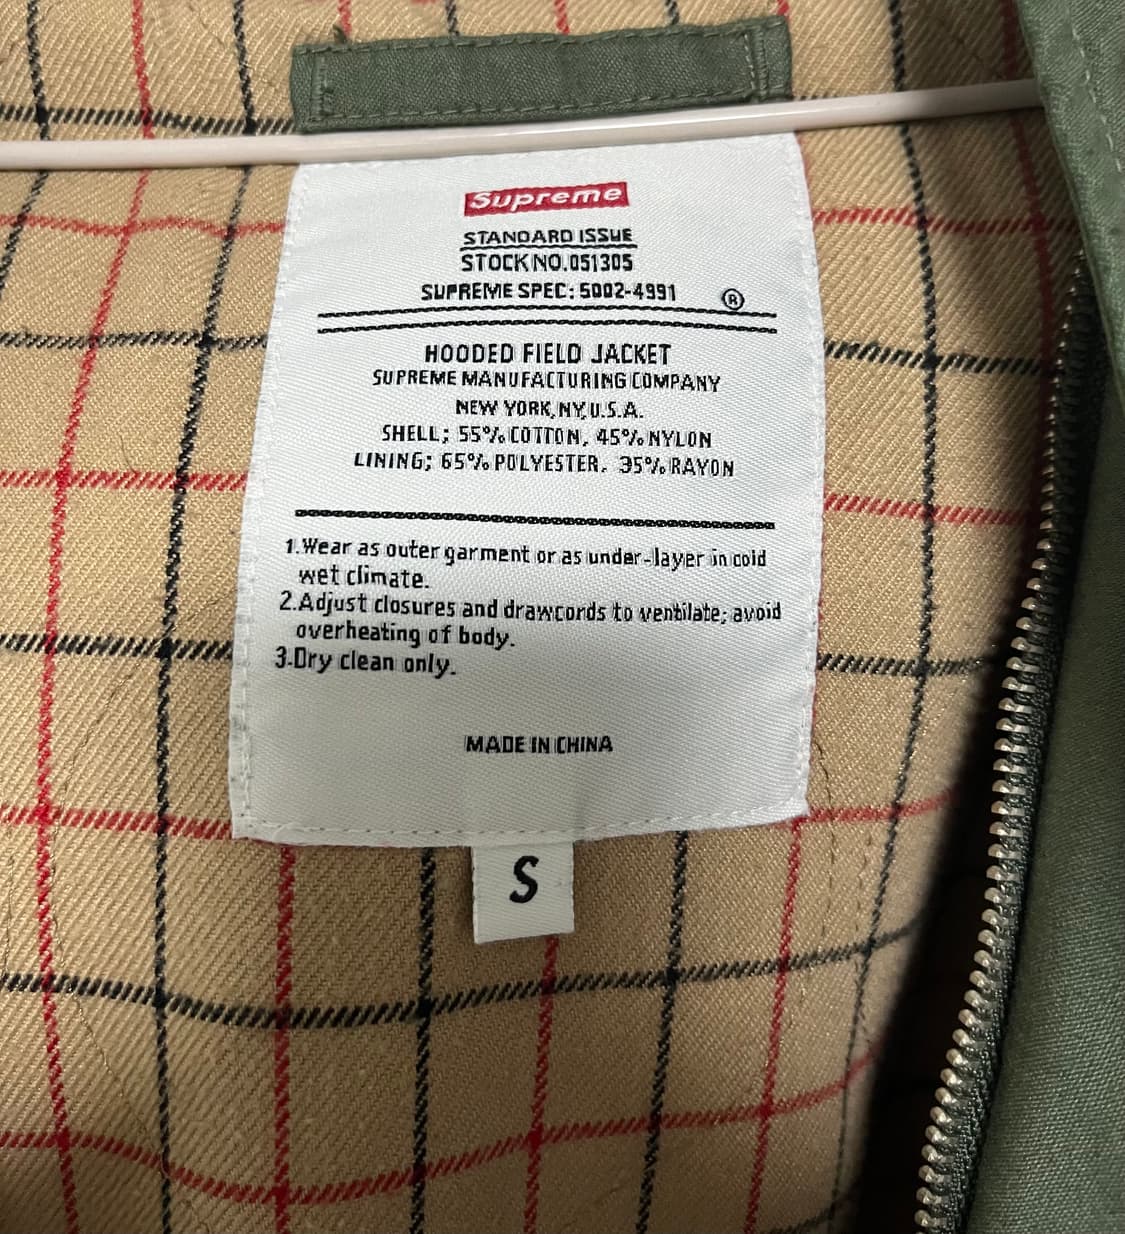 Supreme
STANDARD ISSUE
STOCK NO.051305
SUPREME SPEC: 5002-4991 ®
HOODED FIELD JACKET
SUPREME MANUFACTURING COMPANY
NEW YORK, NY, U.S.A.
SHELL; 55% COTTON, 45% NYLON
LINING; 65% POLYESTER, 35% RAYON
1.Wear as outer garment or as under-layer in cold
wet climate.
2.Adjust closures and drawcords to ventilate; avoid
overheating of body.
3.Dry clean only.
MADE IN CHINA
S